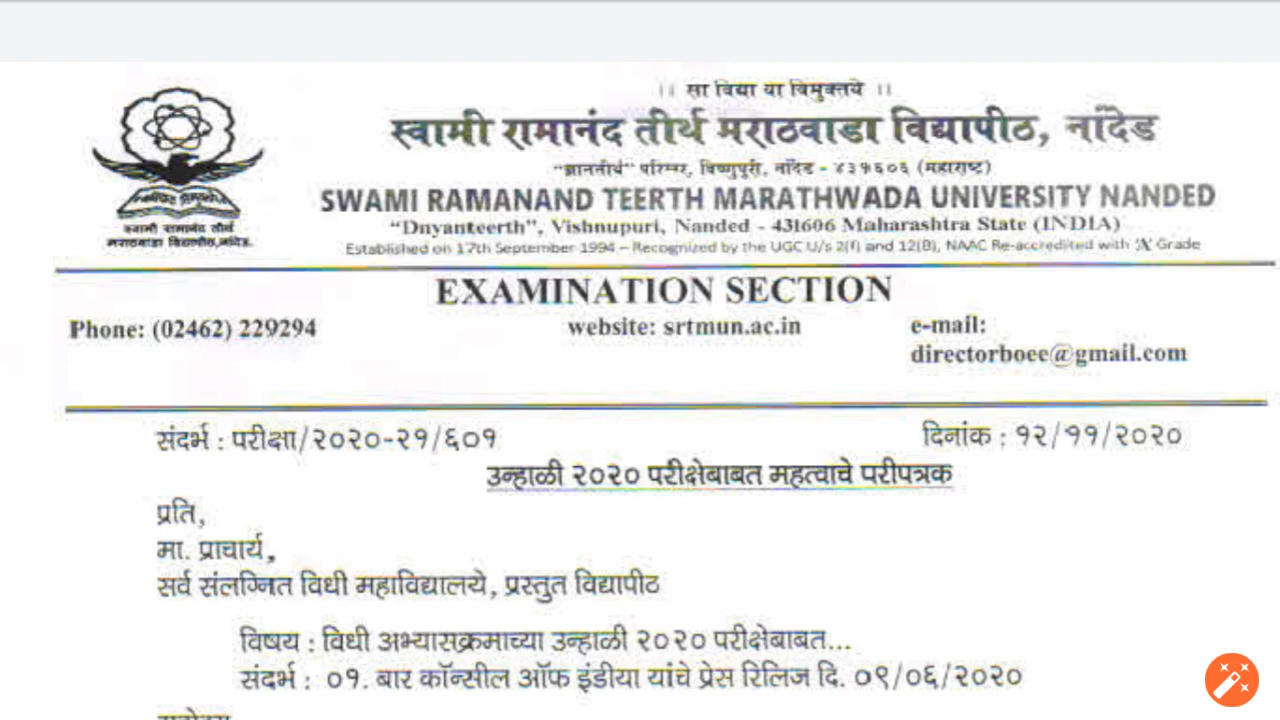 ।। सा विद्या या विमुक्तये ।।
स्वामी रामानंद तीर्थ मराठवाडा विद्यापीठ, नांदेड
"ज्ञानतीर्थ" परिसर, विष्णुपुरी, नांदेड - ४३१६०६ (महाराष्ट्र)
SWAMI RAMANAND TEERTH MARATHWADA UNIVERSITY NANDED
"Dnyanteerth", Vishnupuri, Nanded - 431606 Maharashtra State (INDIA)
Established on 17th September 1994 – Recognized by the UGC U/s 2(f) and 12(B), NAAC Re-accredited with 'A' Grade
स्वामी रामानंद तीर्थ
मराठवाडा विद्यापीठ,नांदेड.
EXAMINATION SECTION
Phone: (02462) 229294 website: srtmun.ac.in e-mail:
directorboee@gmail.com
संदर्भ : परीक्षा/२०२०-२१/६०१ दिनांक : १२/११/२०२०
उन्हाळी २०२० परीक्षेबाबत महत्वाचे परीपत्रक
प्रति,
मा. प्राचार्य,
सर्व संलग्नित विधी महाविद्यालये, प्रस्तुत विद्यापीठ
विषय : विधी अभ्यासक्रमाच्या उन्हाळी २०२० परीक्षेबाबत...
संदर्भ : ०१. बार कॉन्सील ऑफ इंडीया यांचे प्रेस रिलिज दि. ०९/०६/२०२०